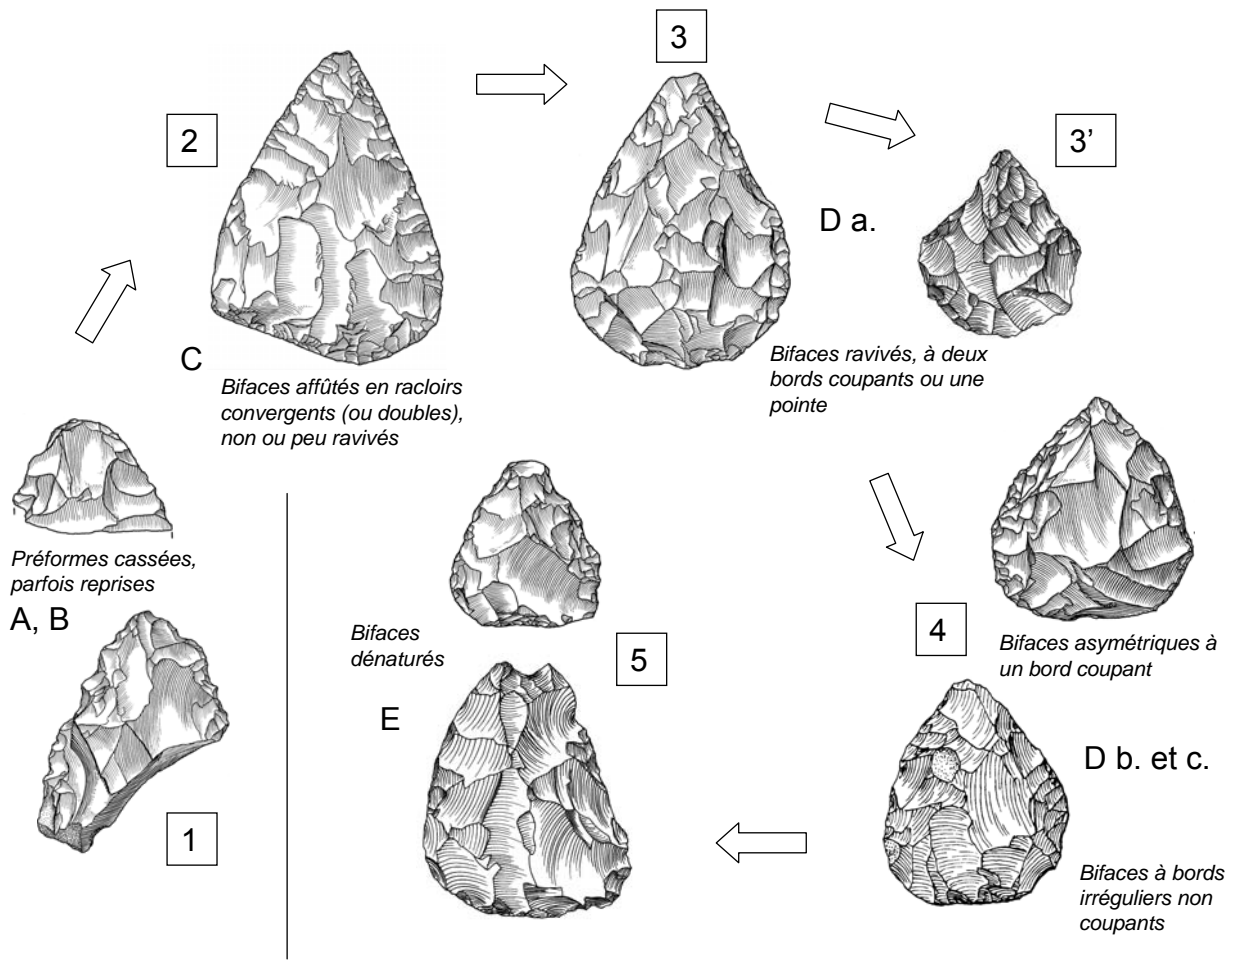 3
2
3’
D a.
C
Bifaces affûtés en racloirs
convergents (ou doubles),
non ou peu ravivés
Bifaces ravivés, à deux
bords coupants ou une
pointe
Préformes cassées,
parfois reprises
A, B
1
Bifaces
dénaturés
5
E
4
Bifaces asymétriques à
un bord coupant
D b. et c.
Bifaces à bords
irréguliers non
coupants